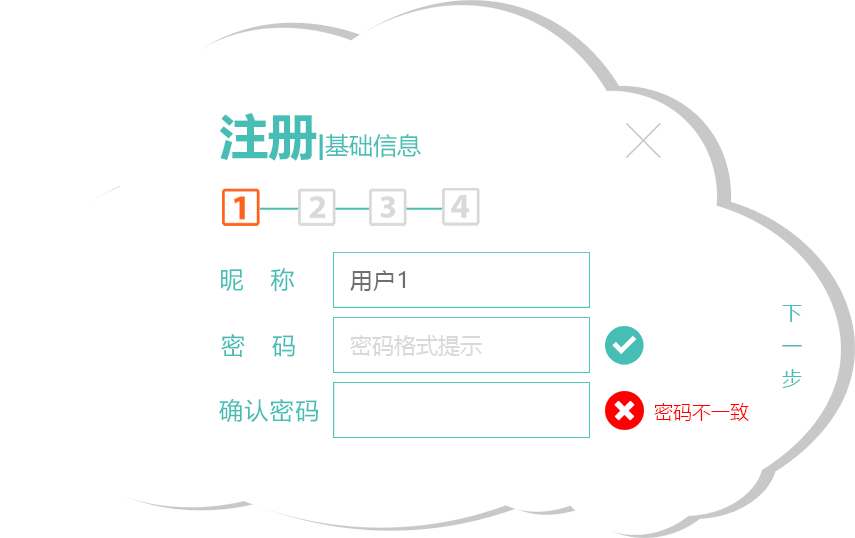 注册|基础信息
1 2 3 4
昵 称 用户1
密 码 密码格式提示
确认密码 密码不一致
下一步